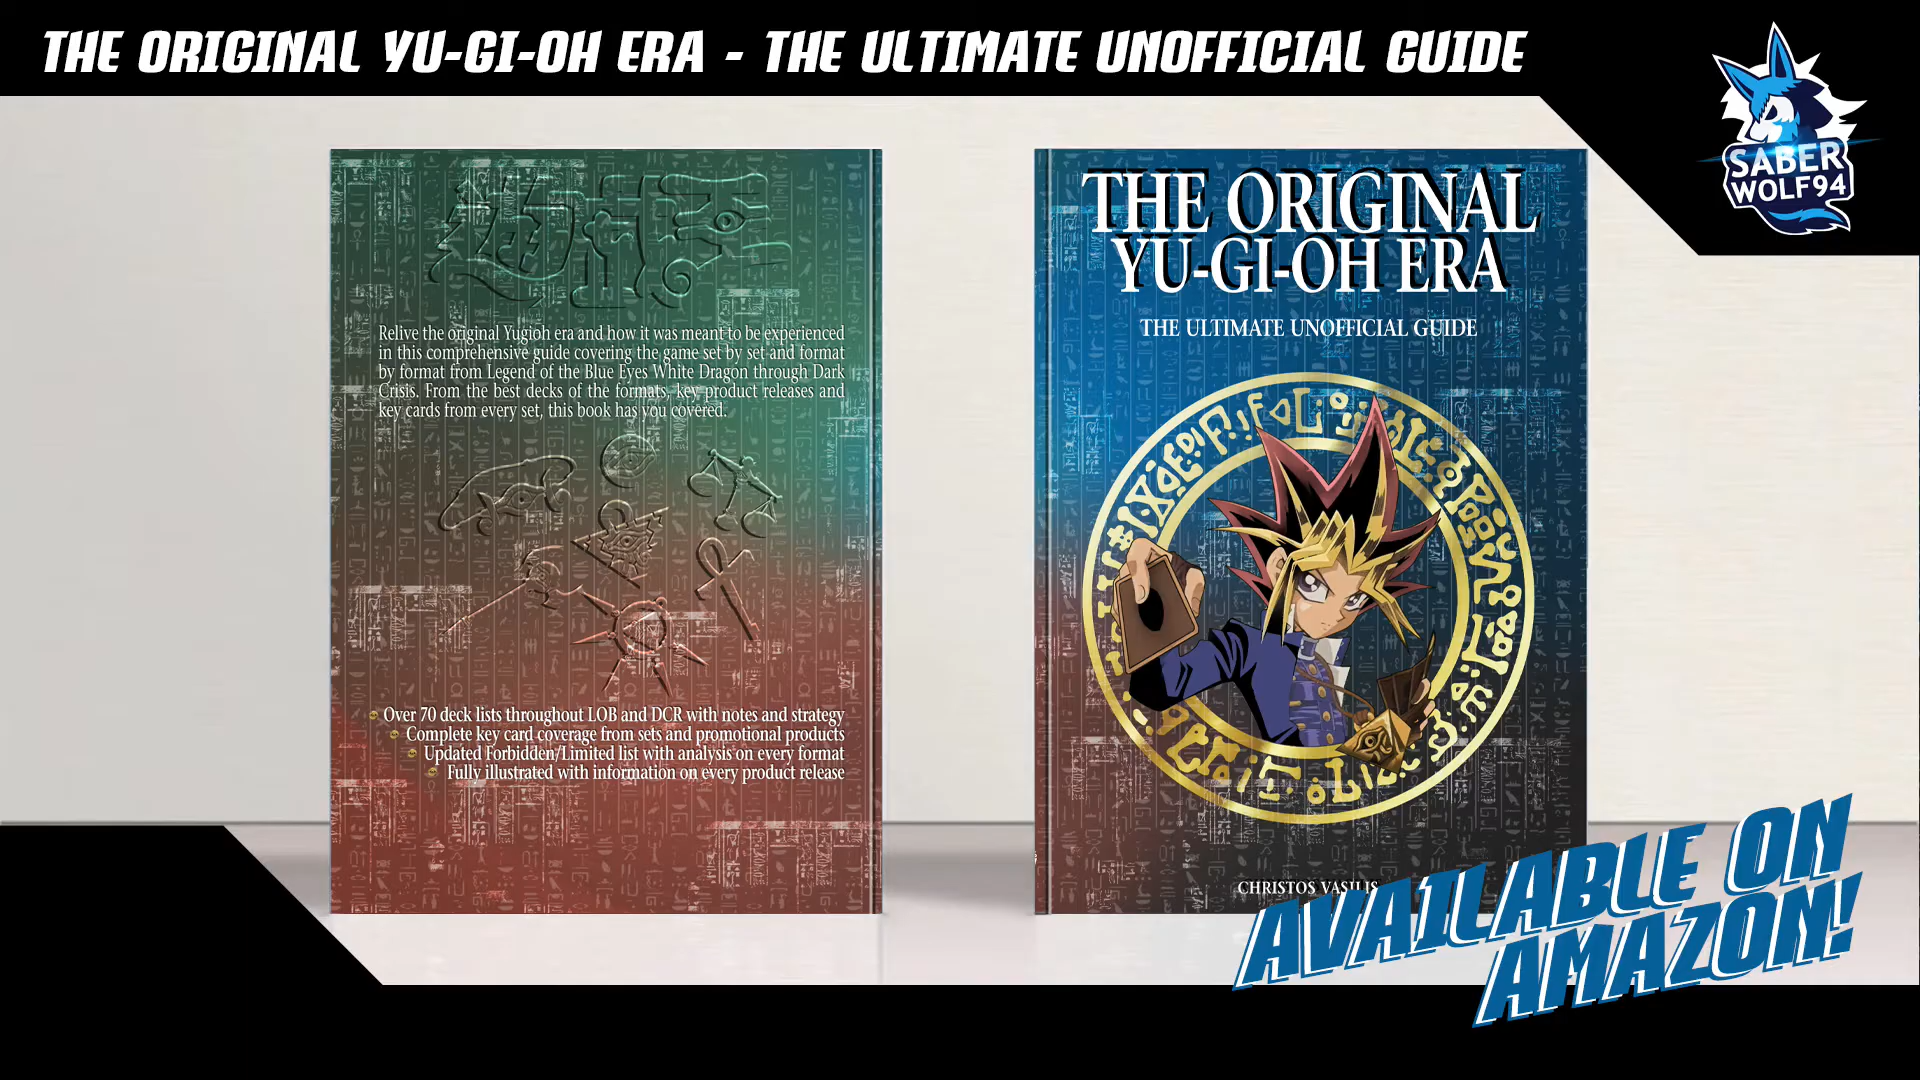 THE ORIGINAL YU-GI-OH ERA - THE ULTIMATE UNOFFICIAL GUIDE
SABER
WOLF94
Relive the original Yugioh era and how it was meant to be experienced
in this comprehensive guide covering the game set by set and format
by format from Legend of the Blue Eyes White Dragon through Dark
Crisis. From the best decks of the formats, key product releases and
key cards from every set, this book has you covered.
Over 70 deck lists throughout LOB and DCR with notes and strategy
Complete key card coverage from sets and promotional products
Updated Forbidden/Limited list with analysis on every format
Fully illustrated with information on every product release
THE ORIGINAL
YU-GI-OH ERA
THE ULTIMATE UNOFFICIAL GUIDE
CHRISTOS VASILIS
AVAILABLE ON
AMAZON!